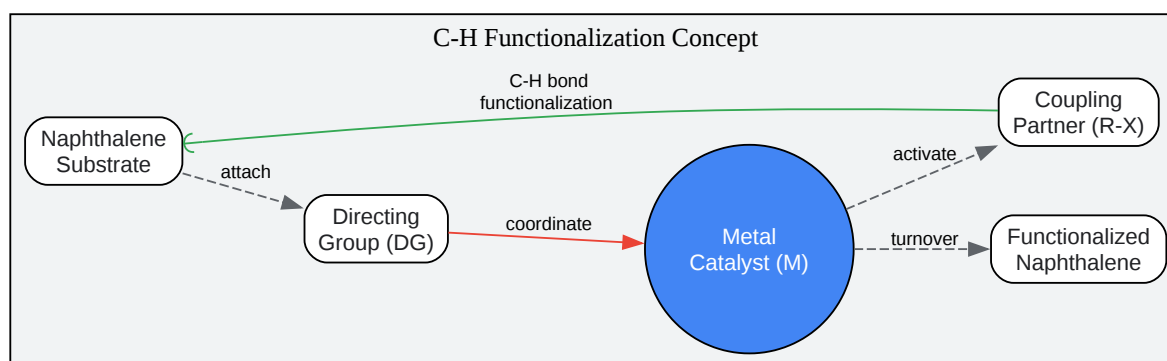 C-H Functionalization Concept
C-H bond
functionalization
Coupling
Partner (R-X)
Naphthalene
Substrate
activate
attach
Directing
Group (DG)
coordinate
Metal
Catalyst (M)
turnover
Functionalized
Naphthalene